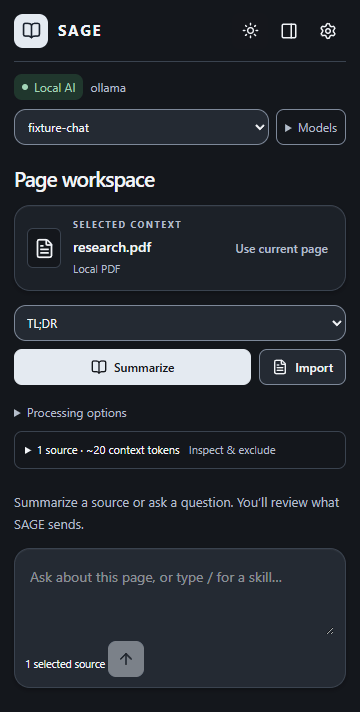 SAGE
Local AI ollama
fixture-chat
Models
Page workspace
SELECTED CONTEXT
research.pdf
Local PDF
Use current page
TL;DR
Summarize
Import
Processing options
1 source · ~20 context tokens Inspect & exclude
Summarize a source or ask a question. You'll review what
SAGE sends.
Ask about this page, or type / for a skill...
1 selected source